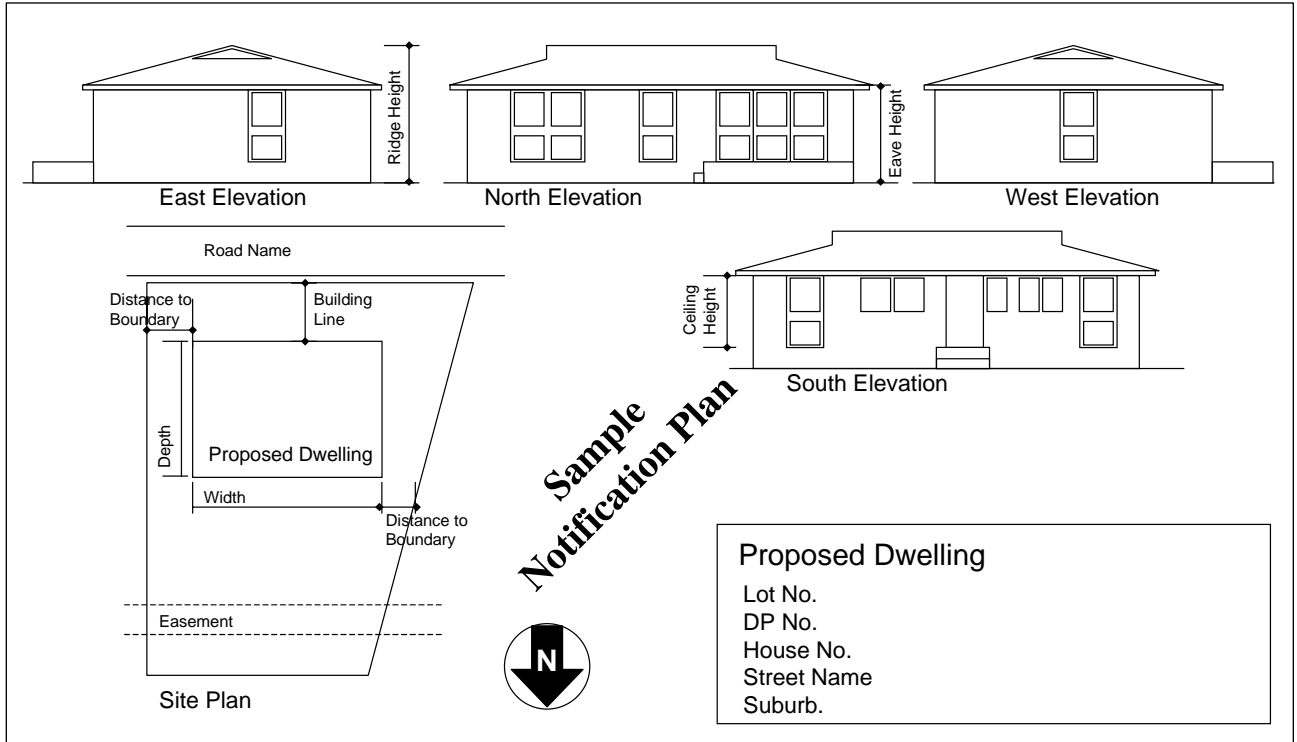 Ridge Height
Eave Height
East Elevation
North Elevation
West Elevation
Road Name
Distance to
Boundary
Building
Line
Ceiling
Height
South Elevation
Depth
Proposed Dwelling
Width
Distance to
Boundary
Sample
Notification Plan
Easement
N
Site Plan
Proposed Dwelling
Lot No.
DP No.
House No.
Street Name
Suburb.